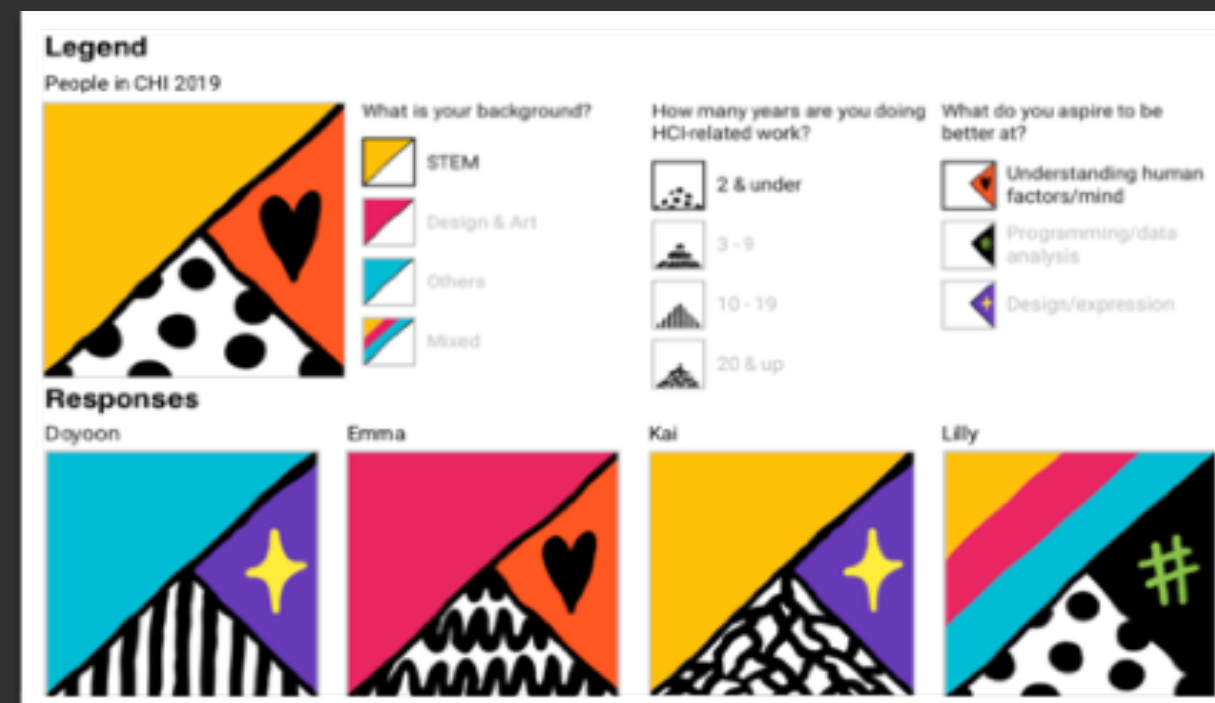 Legend
People in CHI 2019
What is your background?
STEM
Design & Art
Others
Mixed
How many years are you doing
HCI-related work?
2 & under
3 - 9
10 - 19
20 & up
What do you aspire to be
better at?
Understanding human
factors/mind
Programming/data
analysis
Design/expression
Responses
Doyoon
Emma
Kai
Lilly
#